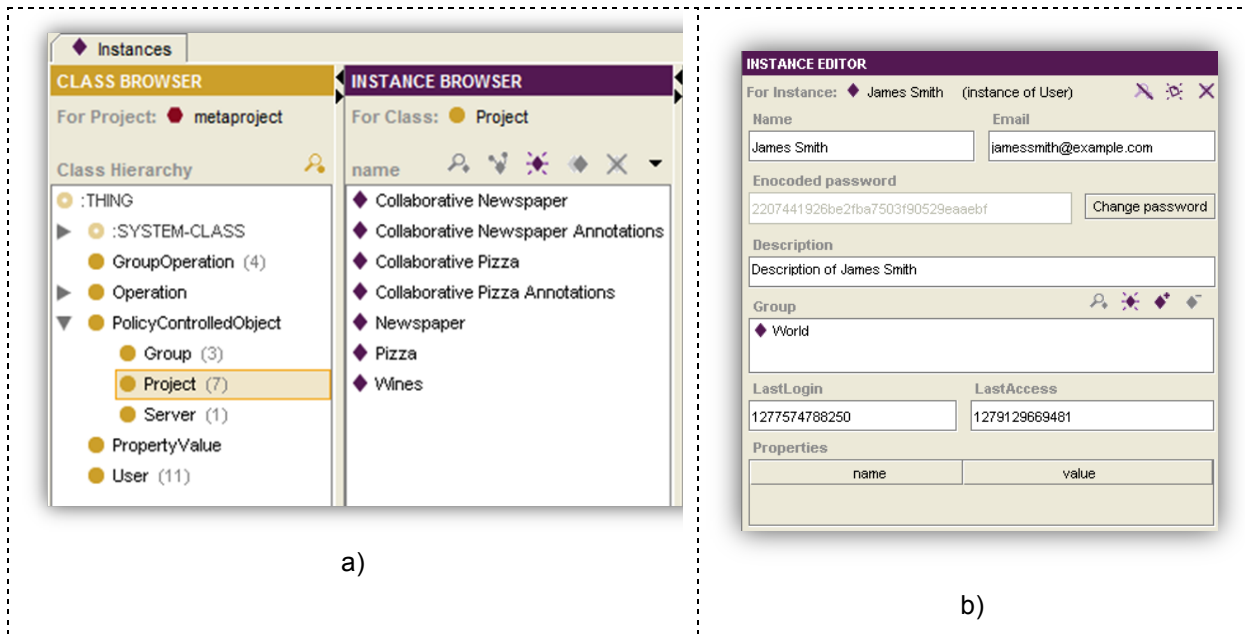 Instances
CLASS BROWSER
For Project: metaproject
Class Hierarchy
:THING
:SYSTEM-CLASS
GroupOperation (4)
Operation
PolicyControlledObject
Group (3)
Project (7)
Server (1)
PropertyValue
User (11)
INSTANCE BROWSER
For Class: Project
name
Collaborative Newspaper
Collaborative Newspaper Annotations
Collaborative Pizza
Collaborative Pizza Annotations
Newspaper
Pizza
Wines
a)
INSTANCE EDITOR
For Instance: James Smith (instance of User)
Name Email
James Smith jamessmith@example.com
Enocoded password
2207441926be2fba7503f90529eaaebf Change password
Description
Description of James Smith
Group
World
LastLogin LastAccess
1277574788250 1279129669481
Properties
name value
b)